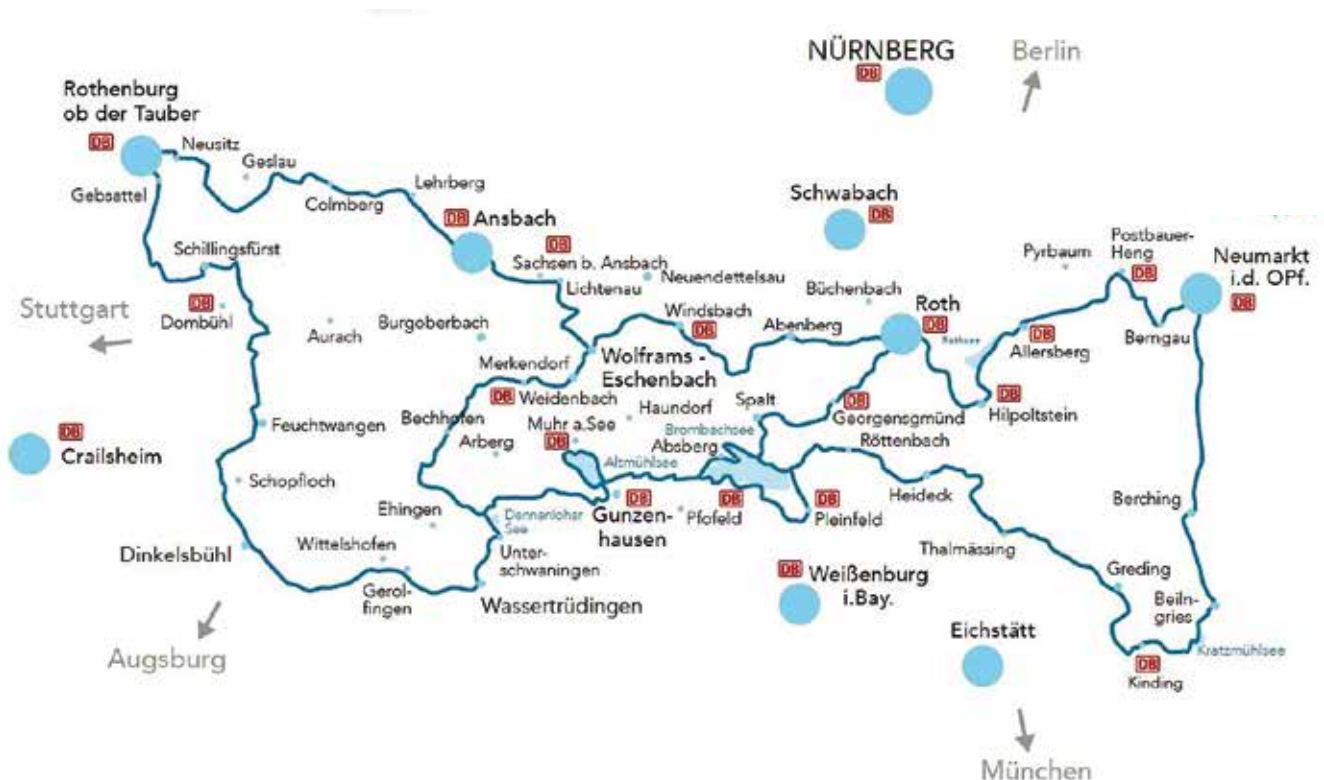 NÜRNBERG
DB
Berlin
Rothenburg
ob der Tauber
DB
Neusitz
Geslau
Gebsattel
Colmberg
Lehrberg
Schwabach
DB
DB
Ansbach
DB
Schillingsfürst
Sachsen b. Ansbach
Neuendettelsau
Lichtenau
Pyrbaum
Postbauer-
Heng
DB
Neumarkt
i.d. OPf.
DB
Stuttgart
DB
Dombühl
Aurach
Burgoberbach
Windsbach
DB
Büchenbach
Abenberg
Roth
DB
Rothsee
DB
Allersberg
Berngau
Merkendorf
Wolframs -
Eschenbach
DB
Weidenbach
Haundorf
Spalt
DB
Georgensgmünd
DB
Hilpoltstein
Feuchtwangen
Bechhofen
Arberg
Muhr a.See
DB
Brombachsee
Absberg
Röttenbach
DB
Crailsheim
Altmühlsee
Schopfloch
Heideck
Berching
Ehingen
Dennenloher
See
DB
Gunzen-
hausen
Pfofeld
DB
DB
Pleinfeld
Dinkelsbühl
Wittelshofen
Unter-
schwaningen
Thalmässing
Gerol-
fingen
Wassertrüdingen
DB
Weißenburg
i.Bay.
Greding
Beiln-
gries
Augsburg
Eichstätt
Kratzmühlsee
DB
Kinding
München